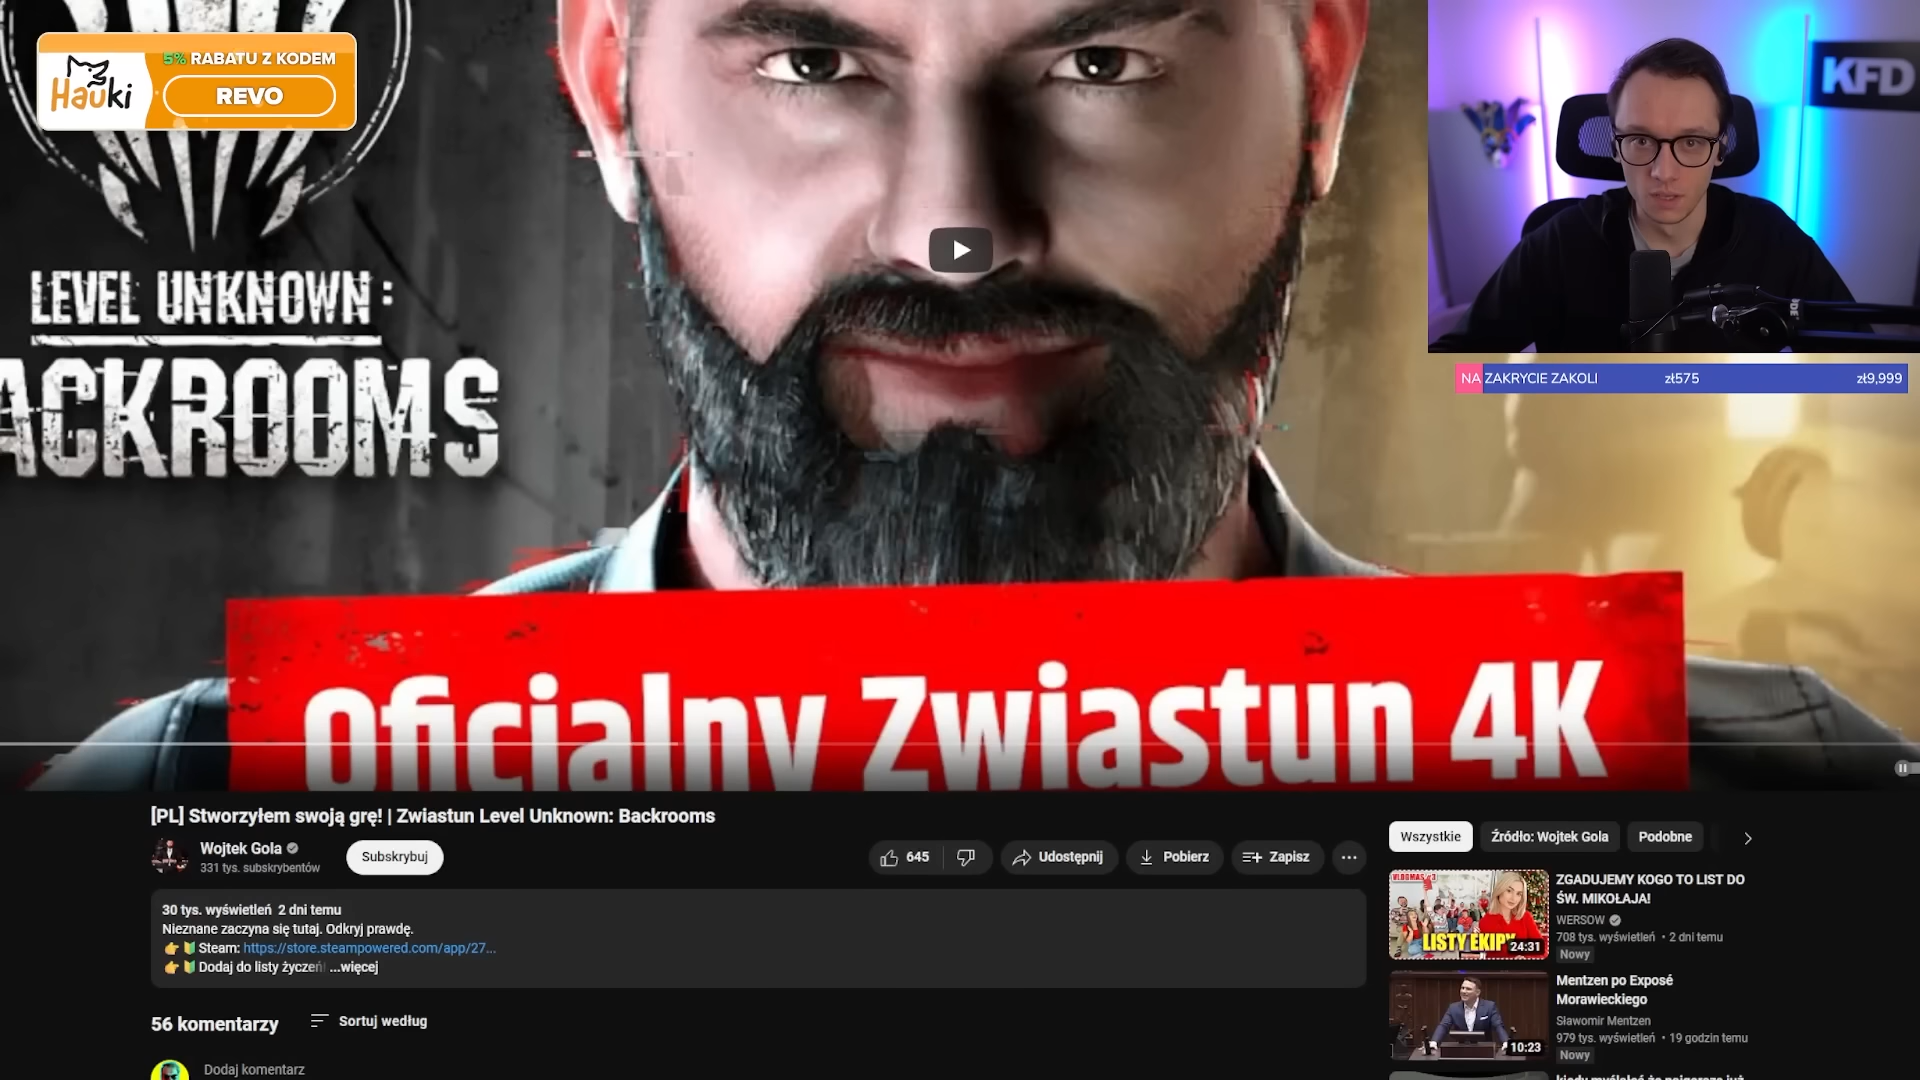 5% RABATU Z KODEM
Hauki
REVO
KFD
LEVEL UNKNOWN:
ACKROOMS
NA ZAKRYCIE ZAKOLI zł575 zł9,999
Oficjalny Zwiastun 4K
[PL] Stworzyłem swoją grę! | Zwiastun Level Unknown: Backrooms
Wojtek Gola
331 tys. subskrybentów
Subskrybuj
645
Udostępnij
Pobierz
Zapisz
30 tys. wyświetleń 2 dni temu
Nieznane zaczyna się tutaj. Odkryj prawdę.
Steam: https://store.steampowered.com/app/27...
Dodaj do listy życzeń! ...więcej
56 komentarzy
Sortuj według
Dodaj komentarz
Wszystkie
Źródło: Wojtek Gola
Podobne
VLOGMAS #3
LISTY EKIPY
24:31
ZGADUJEMY KOGO TO LIST DO
ŚW. MIKOŁAJA!
WERSOW
708 tys. wyświetleń • 2 dni temu
Nowy
10:23
Mentzen po Exposé
Morawieckiego
Sławomir Mentzen
979 tys. wyświetleń • 19 godzin temu
Nowy